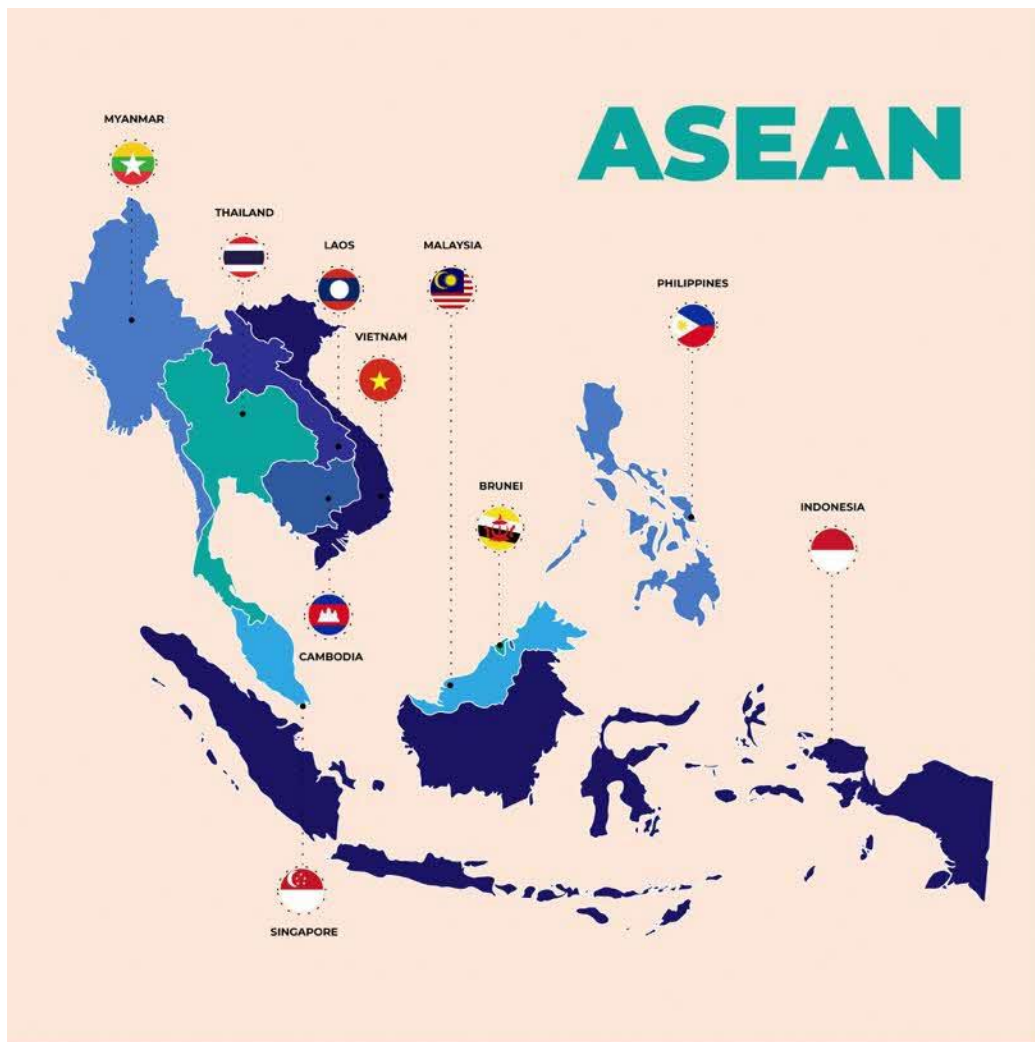 ASEAN
MYANMAR
THAILAND
LAOS
MALAYSIA
PHILIPPINES
VIETNAM
BRUNEI
INDONESIA
CAMBODIA
SINGAPORE